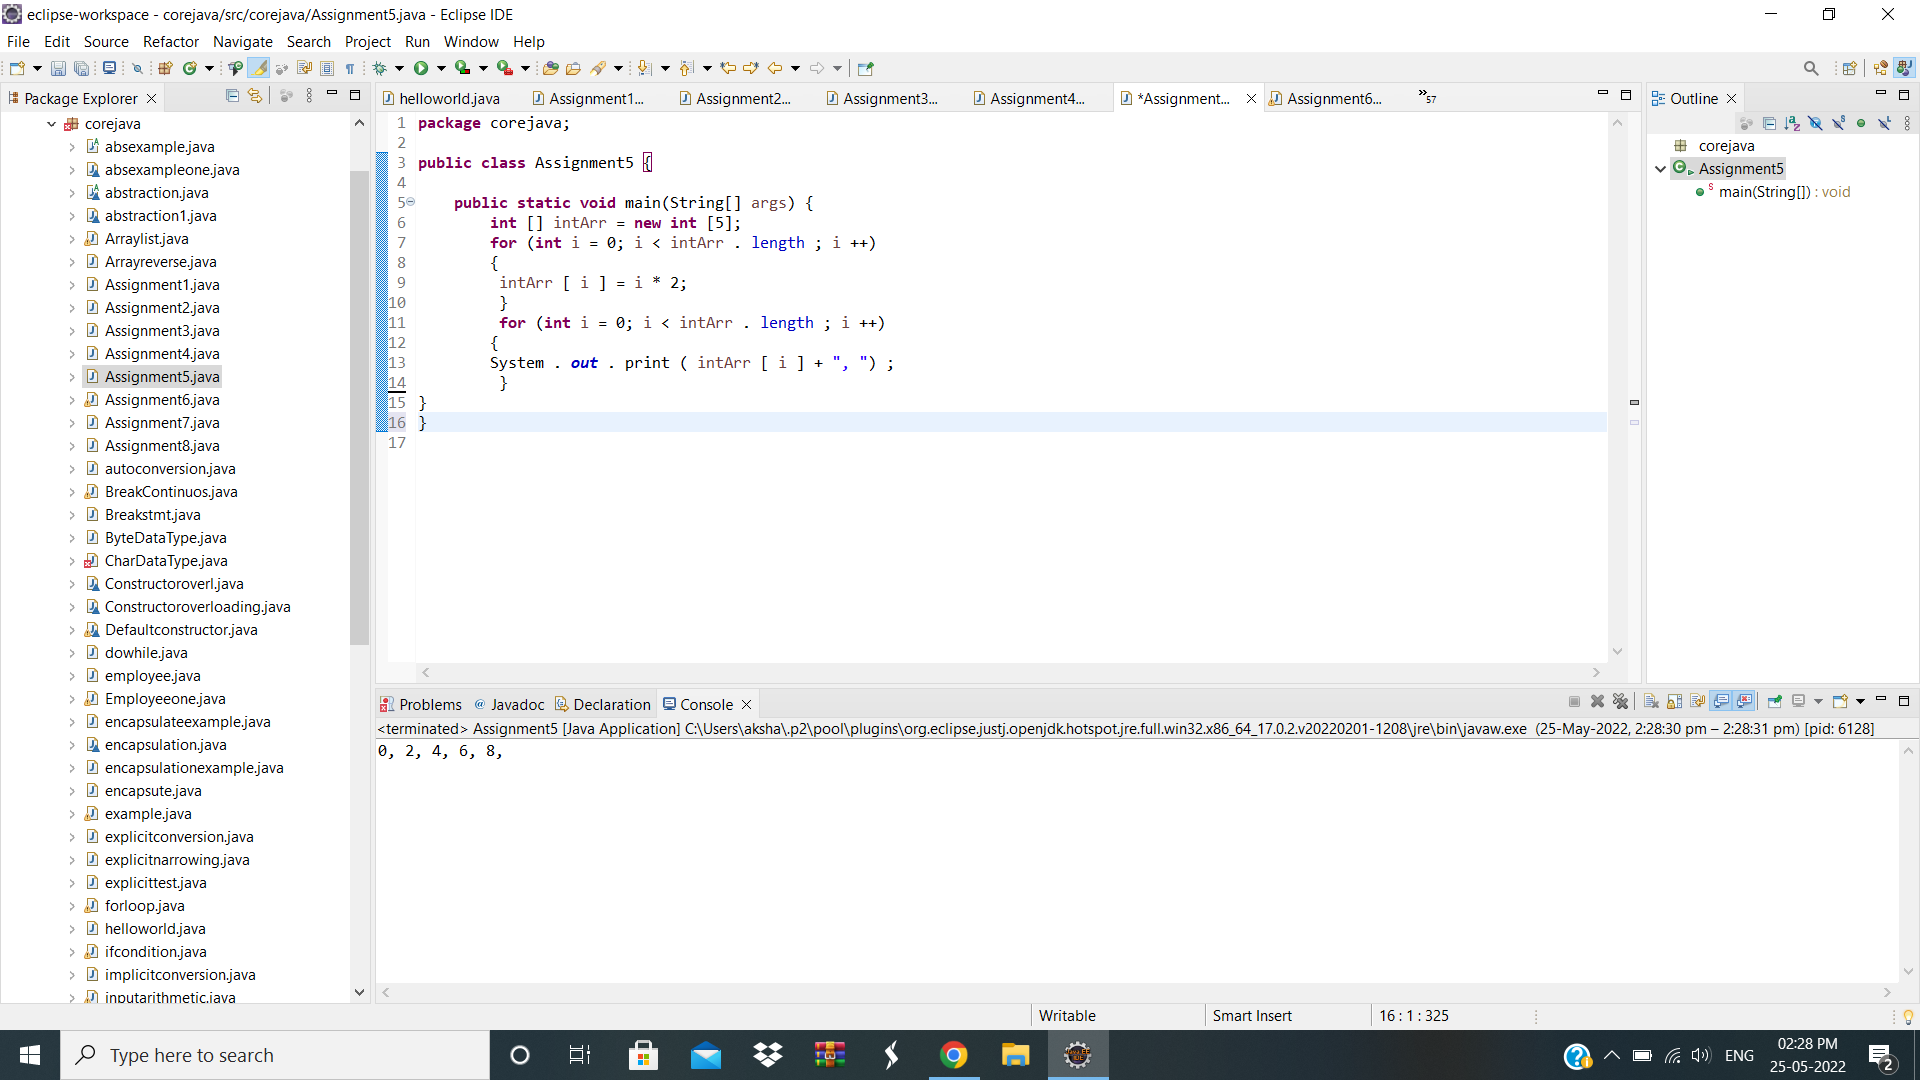 eclipse-workspace - corejava/src/corejava/Assignment5.java - Eclipse IDE
File Edit Source Refactor Navigate Search Project Run Window Help
Package Explorer
corejava
absexample.java
absexampleone.java
abstraction.java
abstraction1.java
Arraylist.java
Arrayreverse.java
Assignment1.java
Assignment2.java
Assignment3.java
Assignment4.java
Assignment5.java
Assignment6.java
Assignment7.java
Assignment8.java
autoconversion.java
BreakContinuos.java
Breakstmt.java
ByteDataType.java
CharDataType.java
Constructoroverl.java
Constructoroverloading.java
Defaultconstructor.java
dowhile.java
employee.java
Employeeone.java
encapsulateexample.java
encapsulation.java
encapsulationexample.java
encapsute.java
example.java
explicitconversion.java
explicitnarrowing.java
explicittest.java
forloop.java
helloworld.java
ifcondition.java
implicitconversion.java
inputarithmetic.java
helloworld.java Assignment1... Assignment2... Assignment3... Assignment4... *Assignment... Assignment6... »57
1 package corejava;
2
3 public class Assignment5 {
4
5 public static void main(String[] args) {
6 int [] intArr = new int [5];
7 for (int i = 0; i < intArr . length ; i ++)
8 {
9 intArr [ i ] = i * 2;
10 }
11 for (int i = 0; i < intArr . length ; i ++)
12 {
13 System . out . print ( intArr [ i ] + ", ") ;
14 }
15 }
16 }
17
Outline
corejava
Assignment5
main(String[]) : void
Problems @ Javadoc Declaration Console
<terminated> Assignment5 [Java Application] C:\Users\aksha\.p2\pool\plugins\org.eclipse.justj.openjdk.hotspot.jre.full.win32.x86_64_17.0.2.v20220201-1208\jre\bin\javaw.exe (25-May-2022, 2:28:30 pm – 2:28:31 pm) [pid: 6128]
0, 2, 4, 6, 8,
Writable Smart Insert 16 : 1 : 325
Type here to search
ENG
02:28 PM
25-05-2022
2